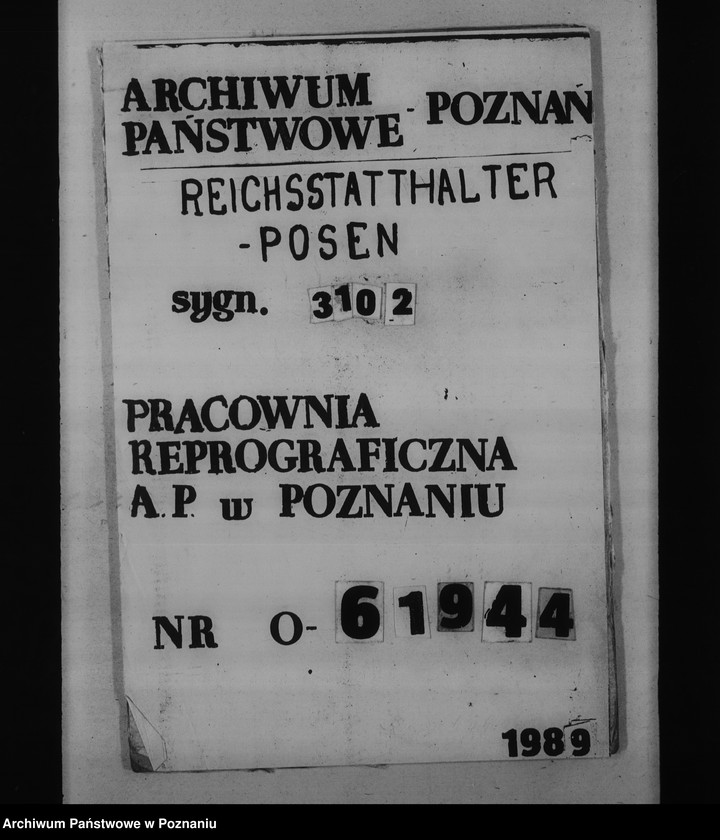 ARCHIWUM
PAŃSTWOWE - POZNAŃ
REICHSSTATTHALTER
-POSEN
sygn. 3102
PRACOWNIA
REPROGRAFICZNA
A.P. w POZNANIU
NR O-61944
1989
Archiwum Państwowe w Poznaniu